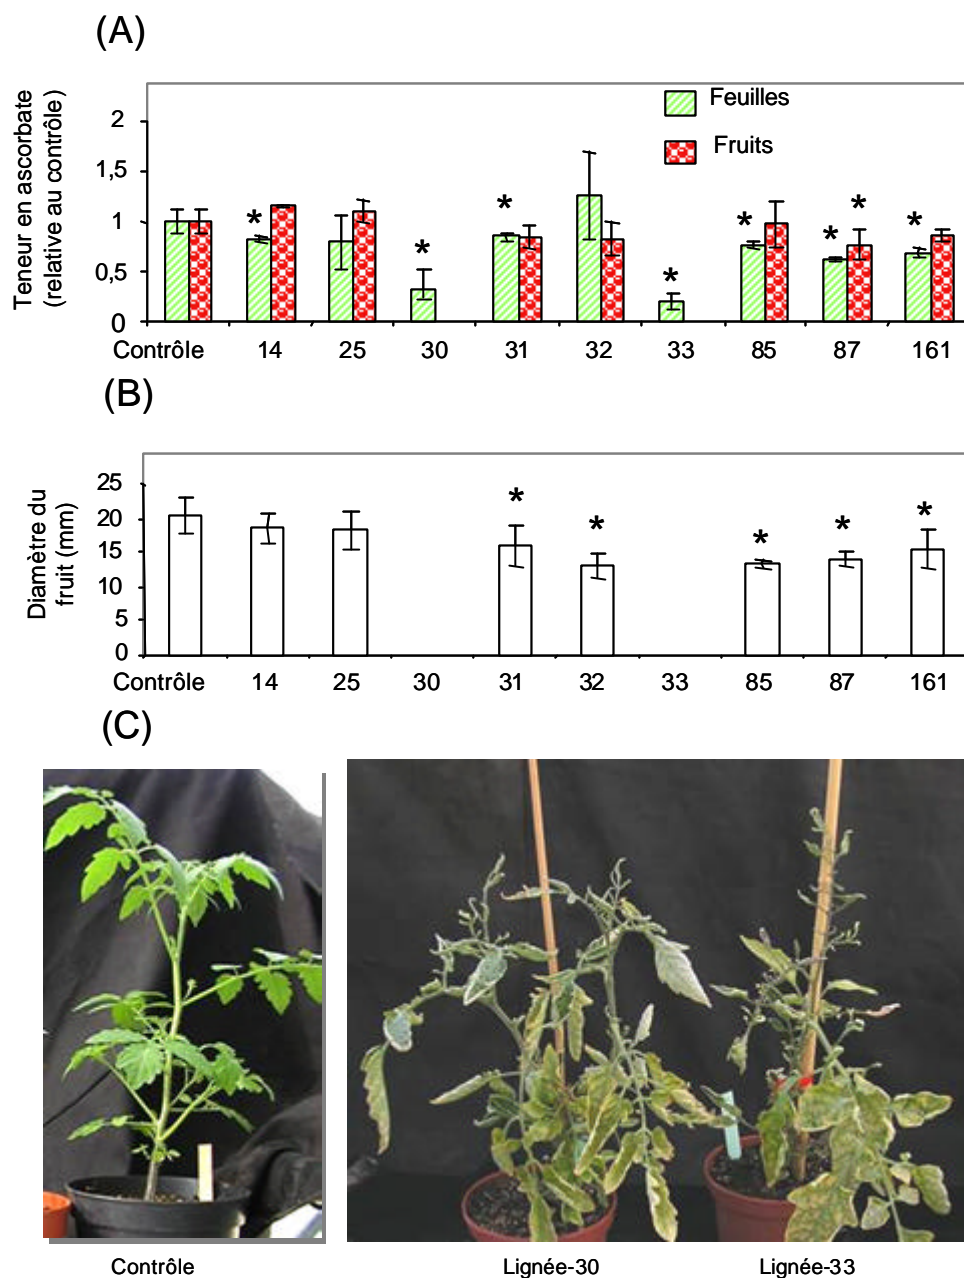 (A)
Teneur en ascorbate
(relative au contrôle)
2
1,5
1
0,5
0
Feuilles
Fruits
*
*
*
*
*
*
*
*
Contrôle 14 25 30 31 32 33 85 87 161
(B)
Diamètre du
fruit (mm)
25
20
15
10
5
0
*
*
*
*
*
Contrôle 14 25 30 31 32 33 85 87 161
(C)
Contrôle Lignée-30 Lignée-33